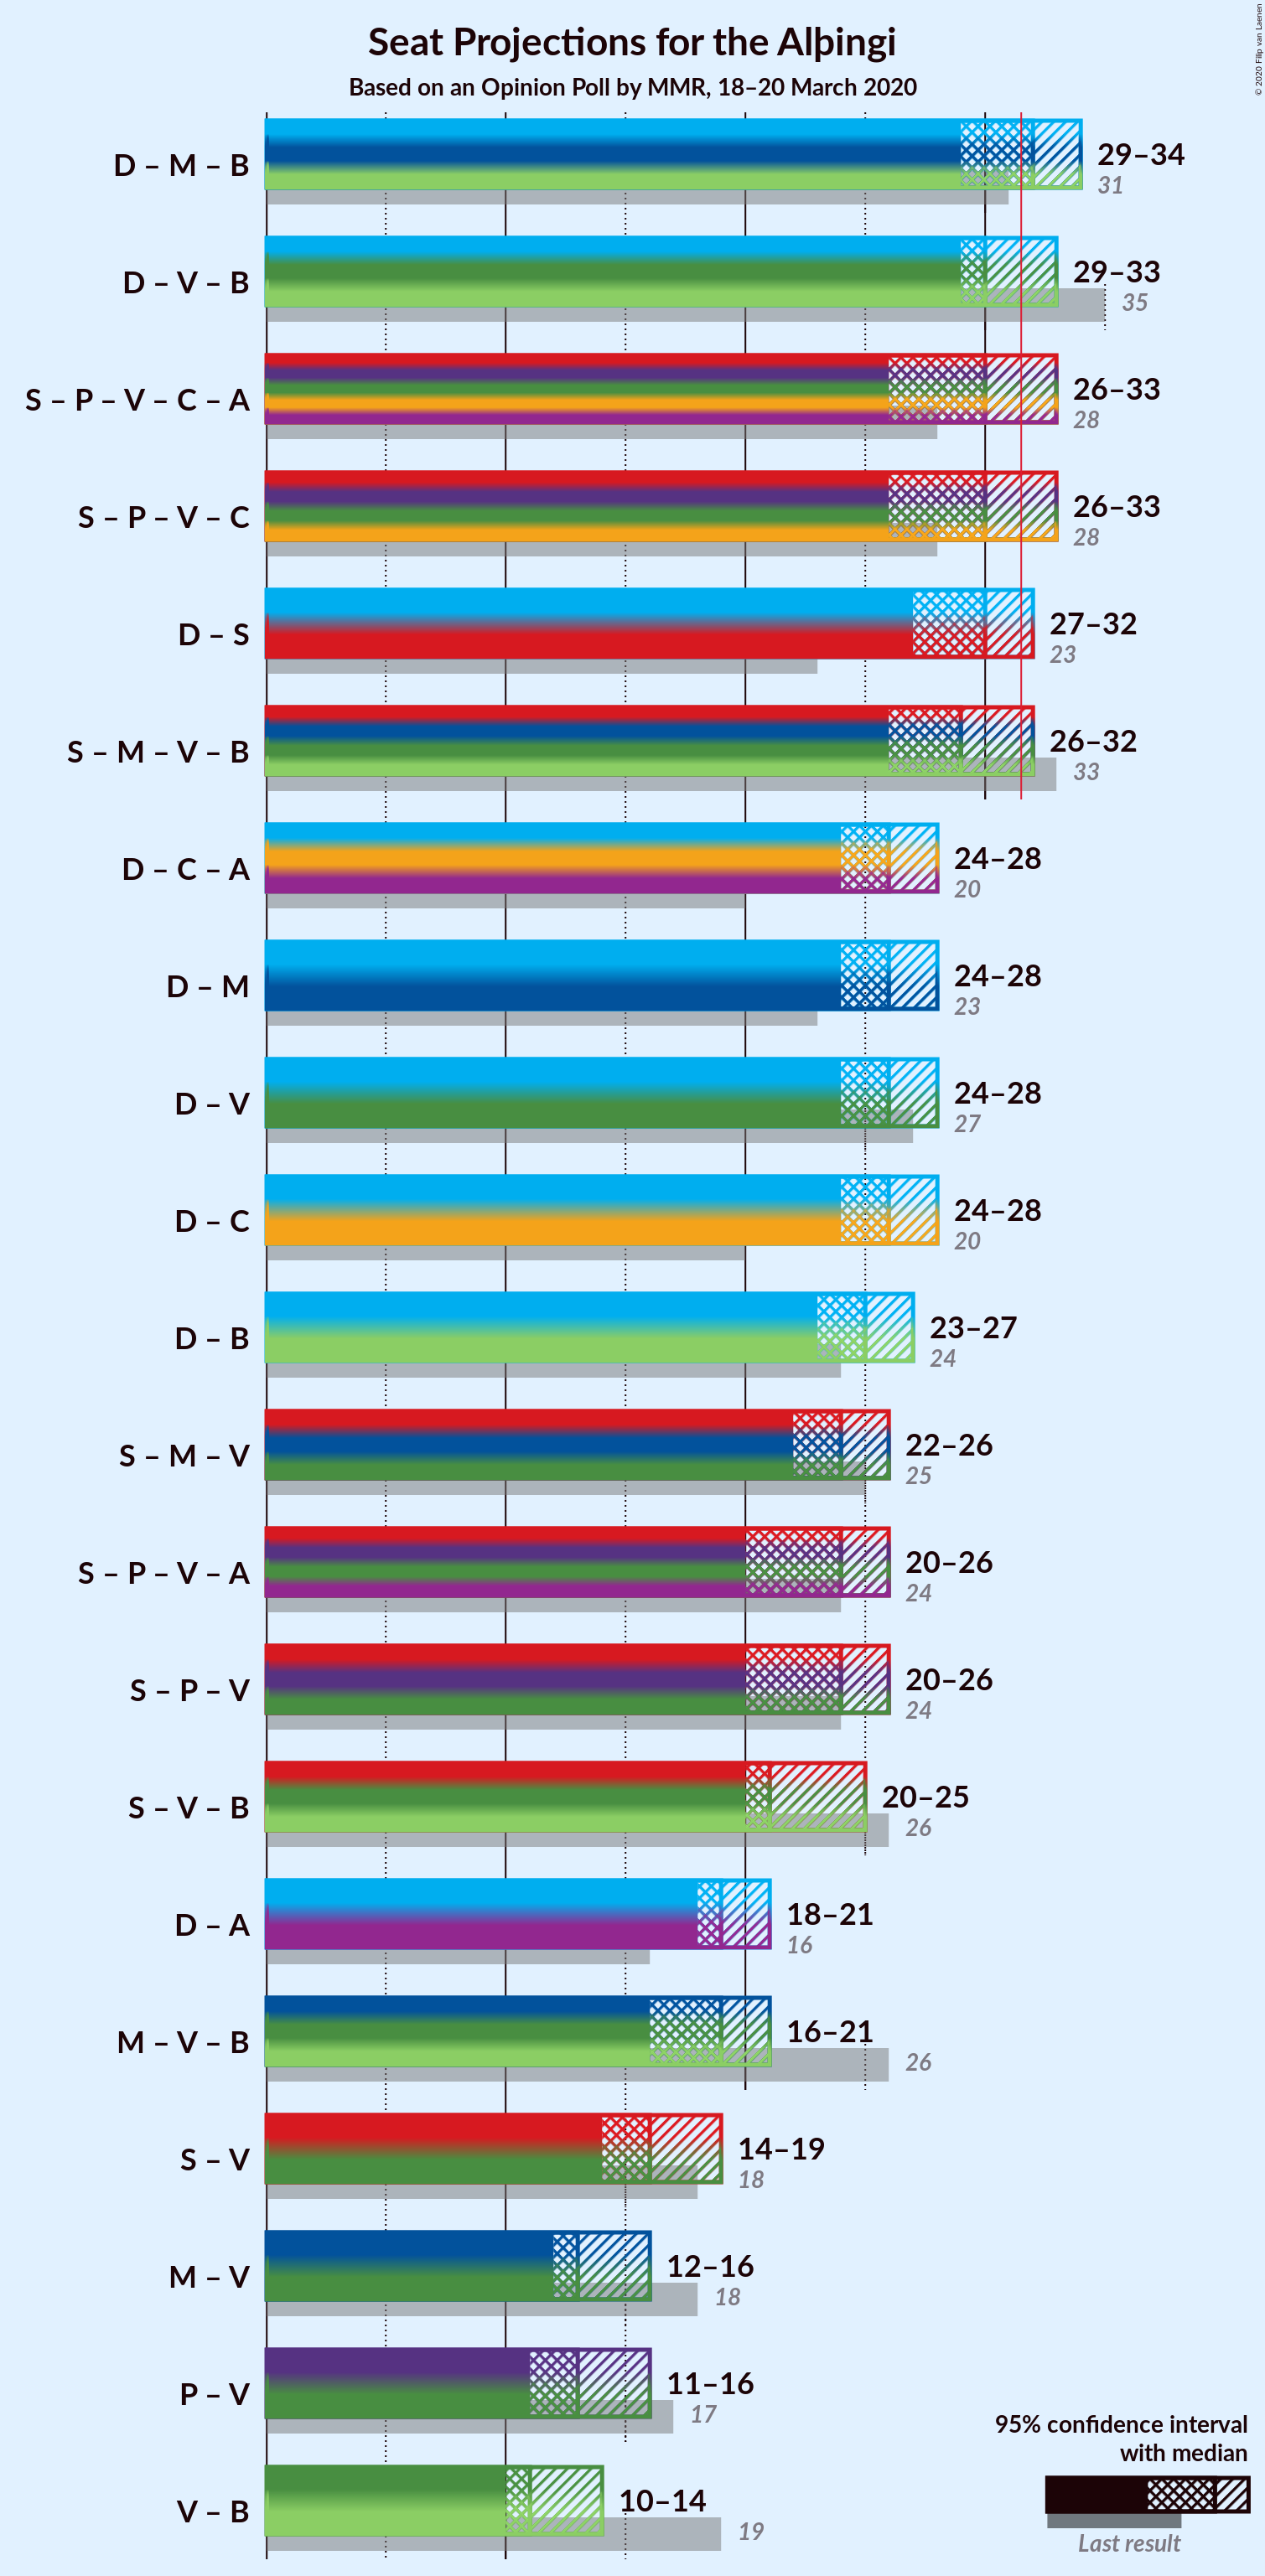 Seat Projections for the Alþingi
Based on an Opinion Poll by MMR, 18–20 March 2020
© 2020 Filip van Laenen
D – M – B
29–34
31
D – V – B
29–33
35
S – P – V – C – A
26–33
28
S – P – V – C
26–33
28
D – S
27–32
23
S – M – V – B
26–32
33
D – C – A
24–28
20
D – M
24–28
23
D – V
24–28
27
D – C
24–28
20
D – B
23–27
24
S – M – V
22–26
25
S – P – V – A
20–26
24
S – P – V
20–26
24
S – V – B
20–25
26
D – A
18–21
16
M – V – B
16–21
26
S – V
14–19
18
M – V
12–16
18
P – V
11–16
17
V – B
10–14
19
95% confidence interval
with median
Last result